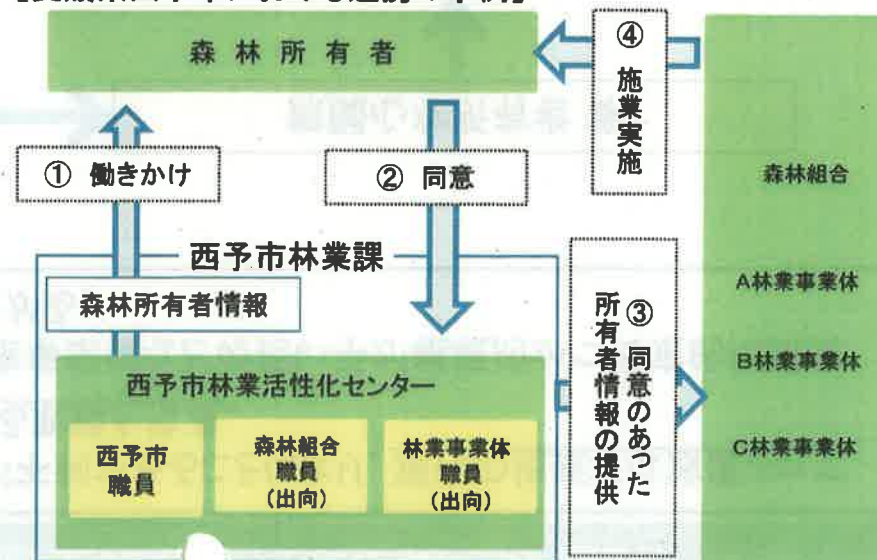 森林所有者
④ 施業実施
① 働きかけ
② 同意
西予市林業課
森林所有者情報
西予市林業活性化センター
西予市
職員
森林組合
職員
(出向)
林業事業体
職員
(出向)
③ 同意のあった
所有者情報の提供
森林組合
A林業事業体
B林業事業体
C林業事業体